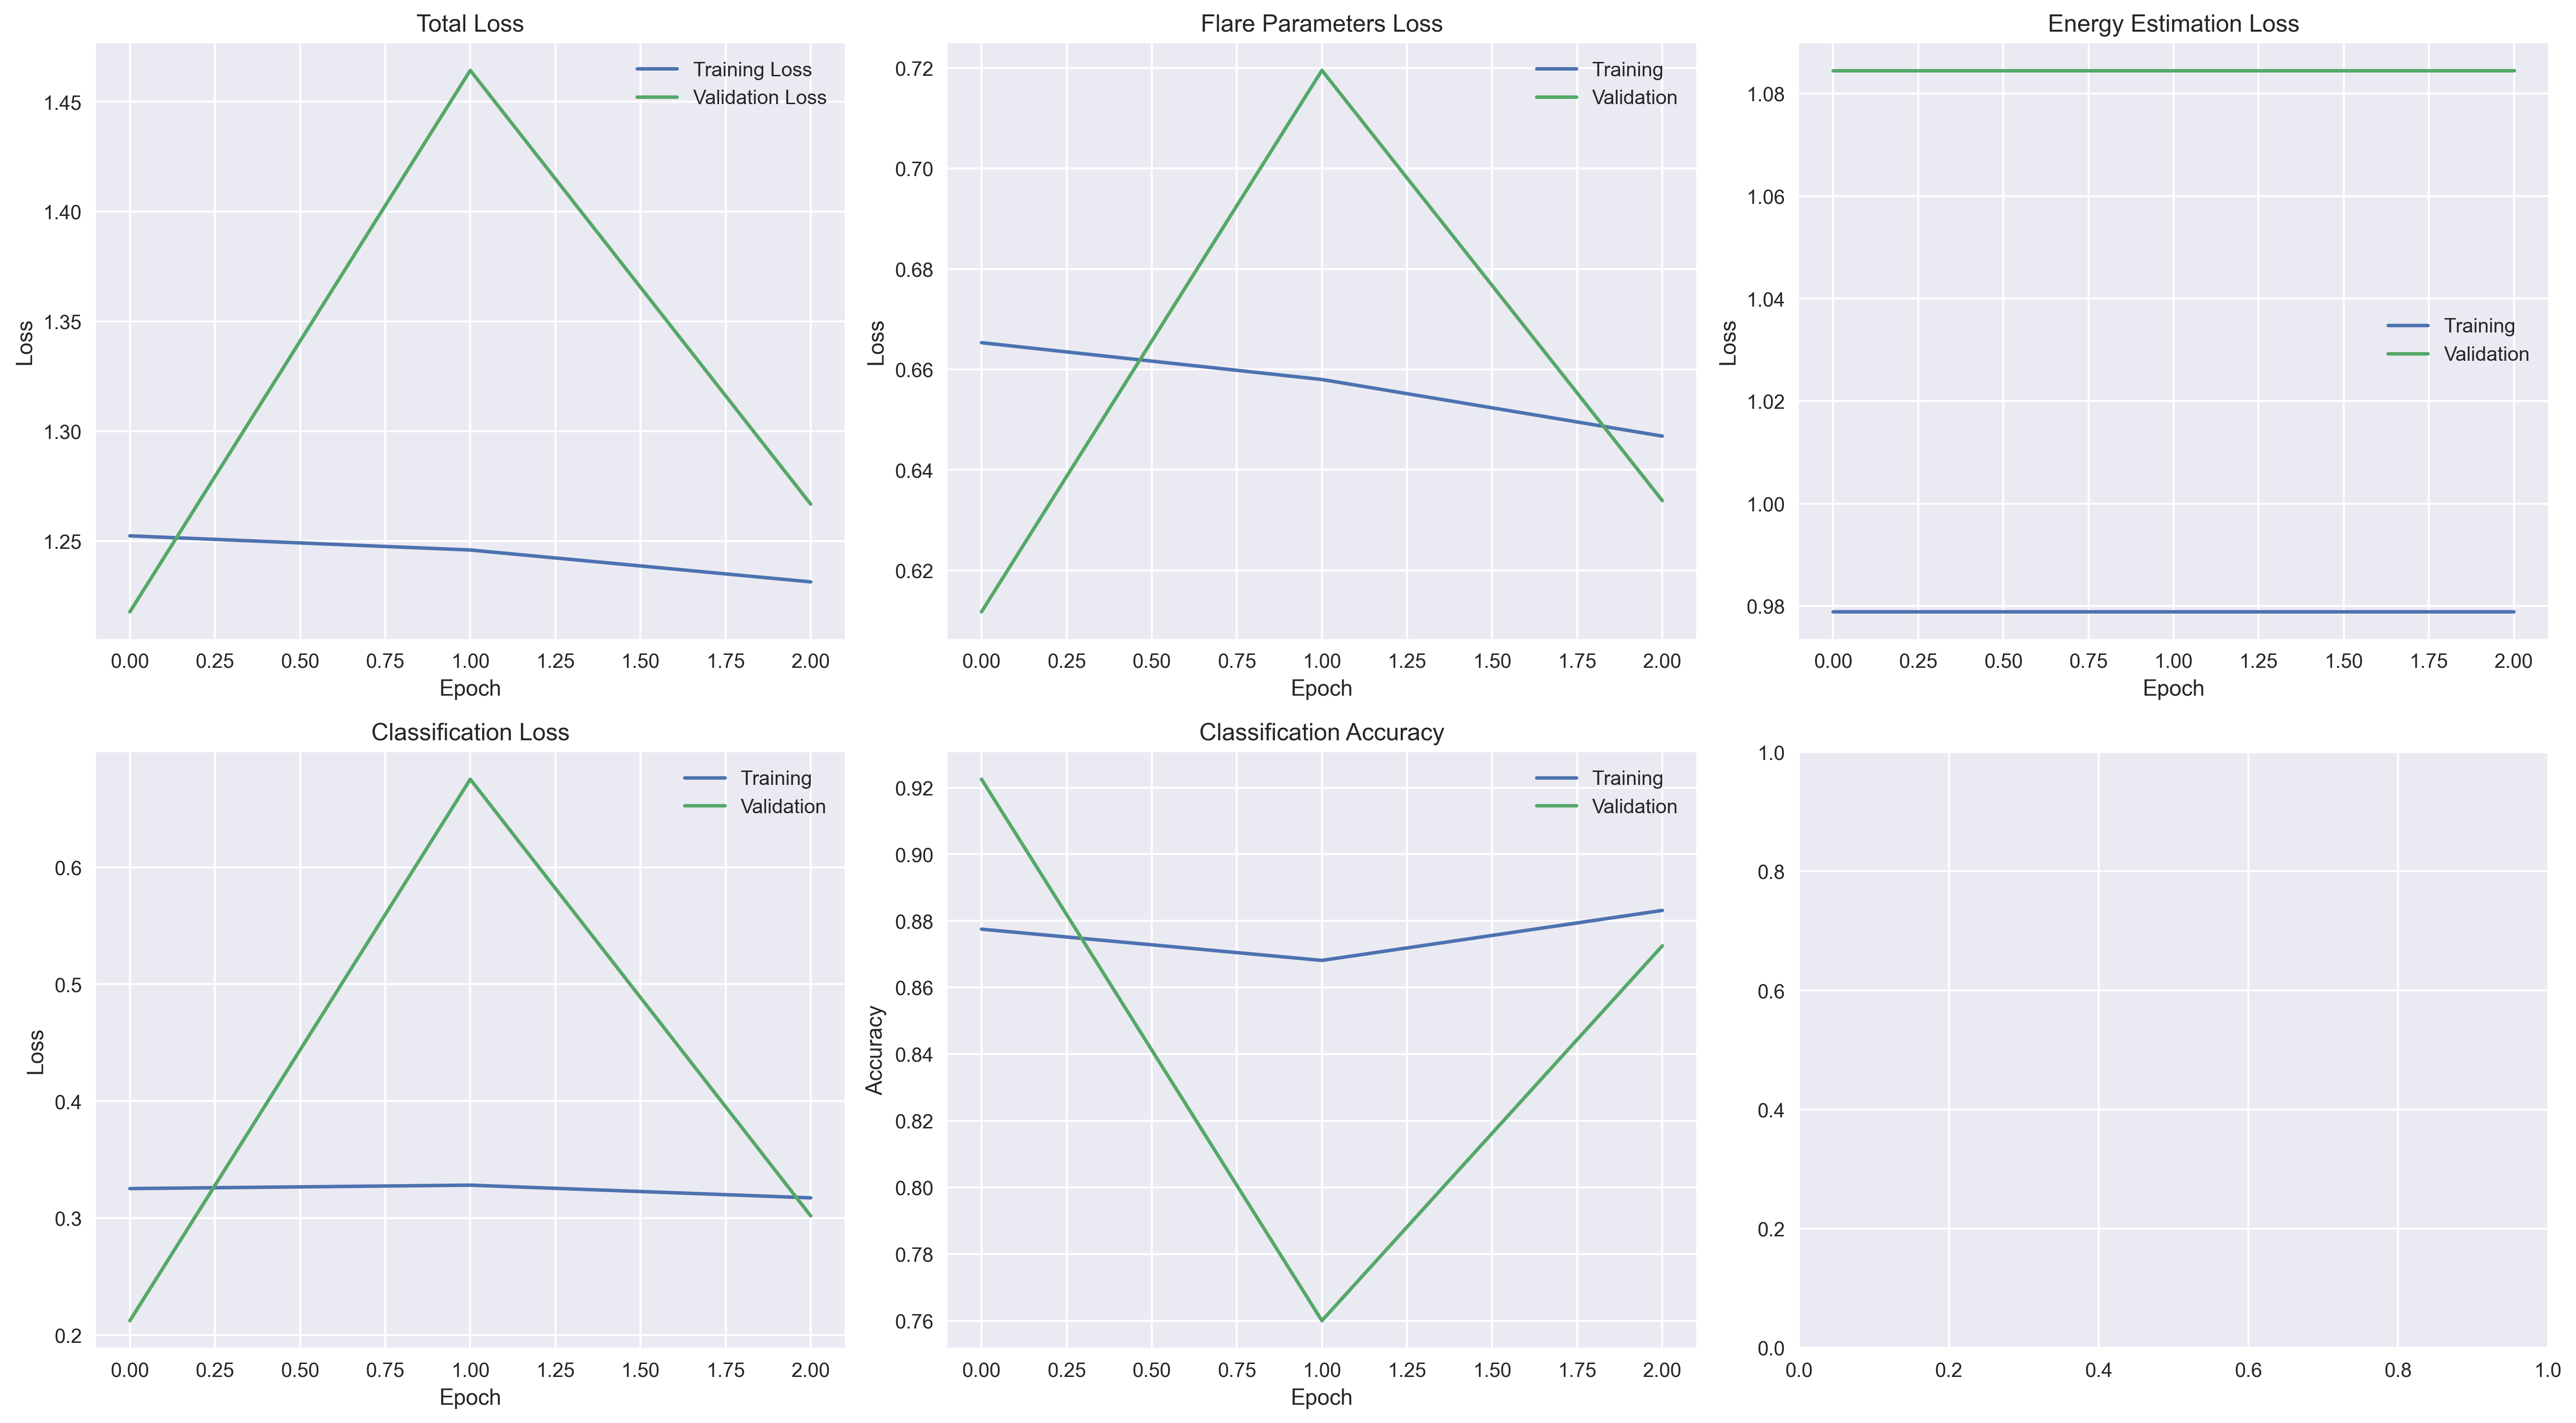 Total Loss
Loss
1.45
1.40
1.35
1.30
1.25
Training Loss
Validation Loss
0.00 0.25 0.50 0.75 1.00 1.25 1.50 1.75 2.00
Epoch
Flare Parameters Loss
Loss
0.72
0.70
0.68
0.66
0.64
0.62
Training
Validation
0.00 0.25 0.50 0.75 1.00 1.25 1.50 1.75 2.00
Epoch
Energy Estimation Loss
Loss
1.08
1.06
1.04
1.02
1.00
0.98
Training
Validation
0.00 0.25 0.50 0.75 1.00 1.25 1.50 1.75 2.00
Epoch
Classification Loss
Loss
0.6
0.5
0.4
0.3
0.2
Training
Validation
0.00 0.25 0.50 0.75 1.00 1.25 1.50 1.75 2.00
Epoch
Classification Accuracy
Accuracy
0.92
0.90
0.88
0.86
0.84
0.82
0.80
0.78
0.76
Training
Validation
0.00 0.25 0.50 0.75 1.00 1.25 1.50 1.75 2.00
Epoch
1.0
0.8
0.6
0.4
0.2
0.0
0.0 0.2 0.4 0.6 0.8 1.0